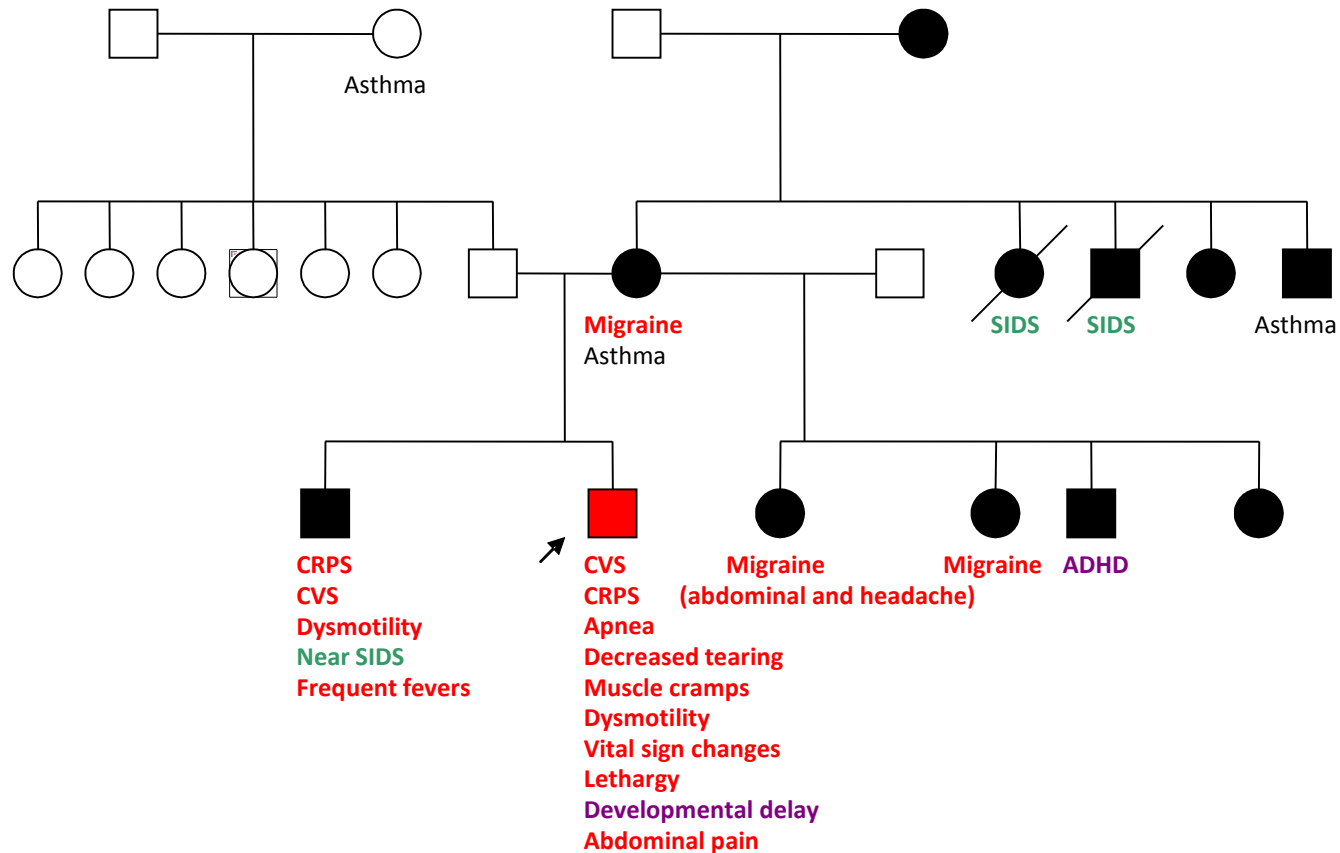 Asthma
Migraine
Asthma
SIDS
SIDS
Asthma
CRPS
CVS
Dysmotility
Near SIDS
Frequent fevers
CVS
CRPS
Apnea
Decreased tearing
Muscle cramps
Dysmotility
Vital sign changes
Lethargy
Developmental delay
Abdominal pain
Migraine
(abdominal and headache)
Migraine
ADHD